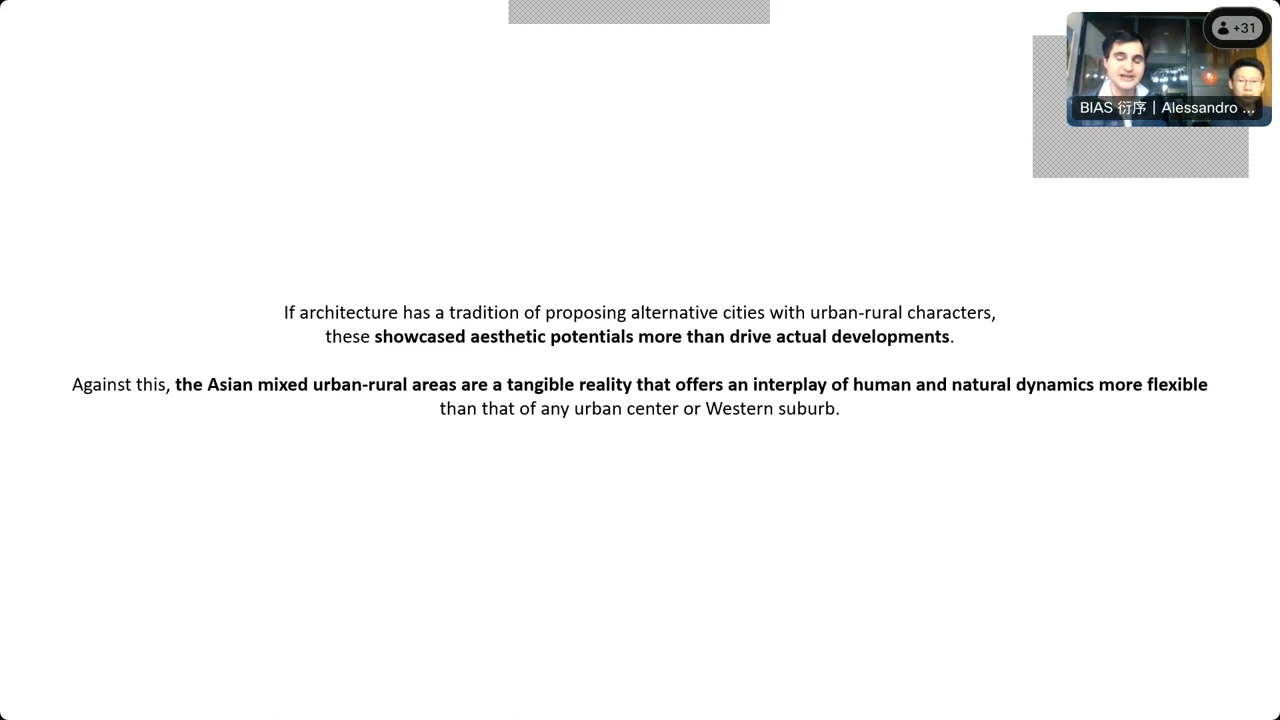 +31
BIAS 衍序 | Alessandro ...
If architecture has a tradition of proposing alternative cities with urban-rural characters,
these showcased aesthetic potentials more than drive actual developments.
Against this, the Asian mixed urban-rural areas are a tangible reality that offers an interplay of human and natural dynamics more flexible
than that of any urban center or Western suburb.